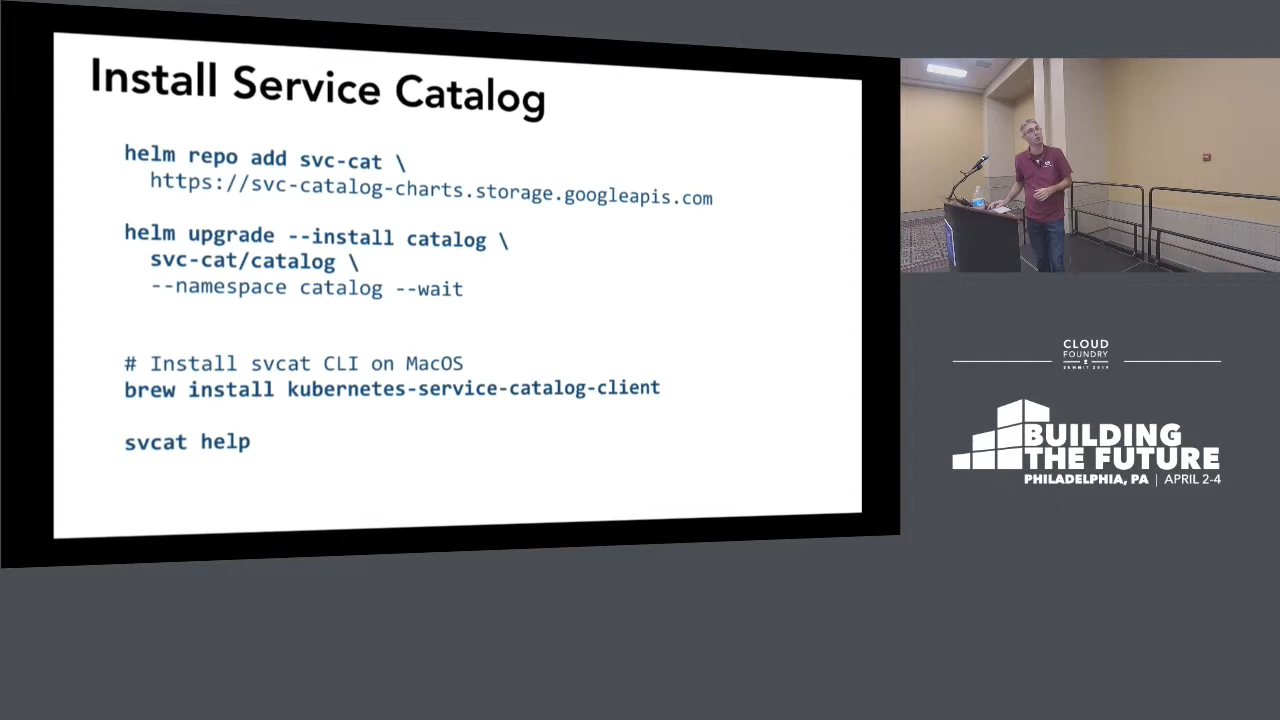 Install Service Catalog
helm repo add svc-cat \
https://svc-catalog-charts.storage.googleapis.com
helm upgrade --install catalog \
svc-cat/catalog \
--namespace catalog --wait
# Install svcat CLI on MacOS
brew install kubernetes-service-catalog-client
svcat help
CLOUD
FOUNDRY
SUMMIT 2019
BUILDING
THE FUTURE
PHILADELPHIA, PA | APRIL 2-4